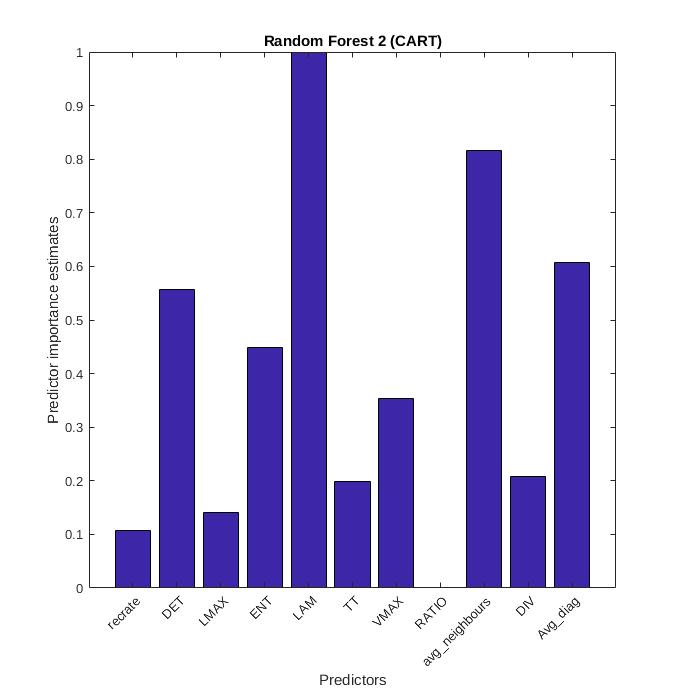 Random Forest 2 (CART)
Predictor importance estimates
1
0.9
0.8
0.7
0.6
0.5
0.4
0.3
0.2
0.1
0
recrate
DET
LMAX
ENT
LAM
TT
VMAX
RATIO
avg_neighbours
DIV
Avg_diag
Predictors